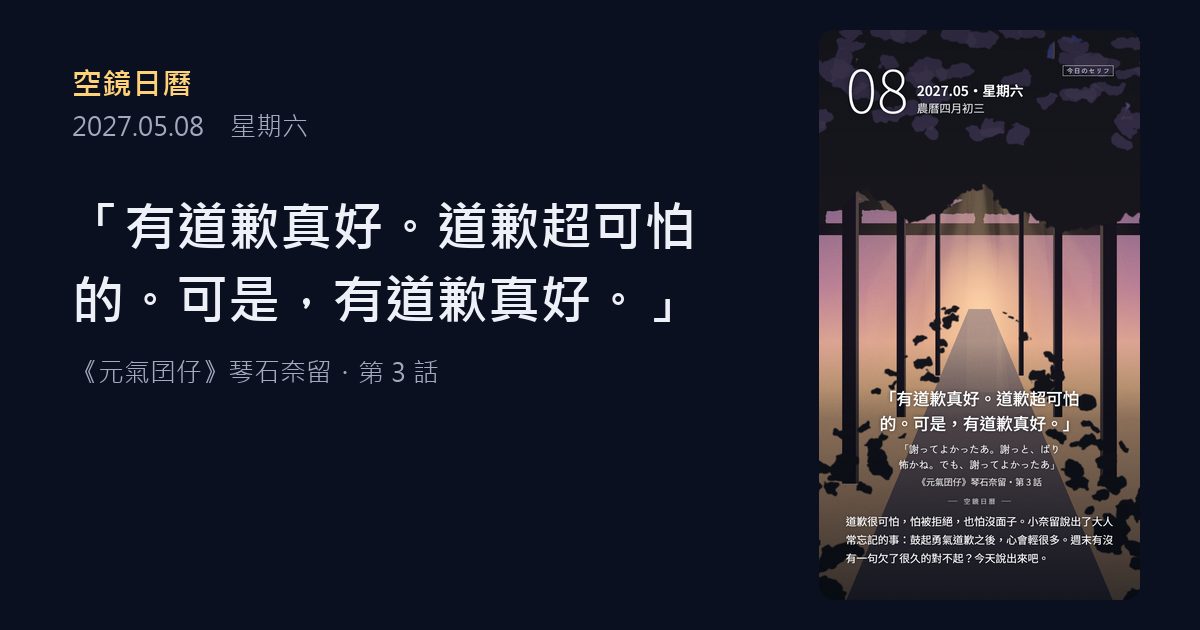 空鏡日曆
2027.05.08 星期六
「有道歉真好。道歉超可怕
的。可是，有道歉真好。」
《元氣囝仔》琴石奈留・第 3 話
08
2027.05・星期六
農曆四月初三
今日のセリフ
「有道歉真好。道歉超可怕
的。可是，有道歉真好。」
「謝ってよかったあ。謝っと、ばり
怖かね。でも、謝ってよかったあ」
《元氣囝仔》琴石奈留・第 3 話
— 空鏡日曆 —
道歉很可怕，怕被拒絕，也怕沒面子。小奈留說出了大人
常忘記的事：鼓起勇氣道歉之後，心會輕很多。週末有沒
有一句欠了很久的對不起？今天說出來吧。